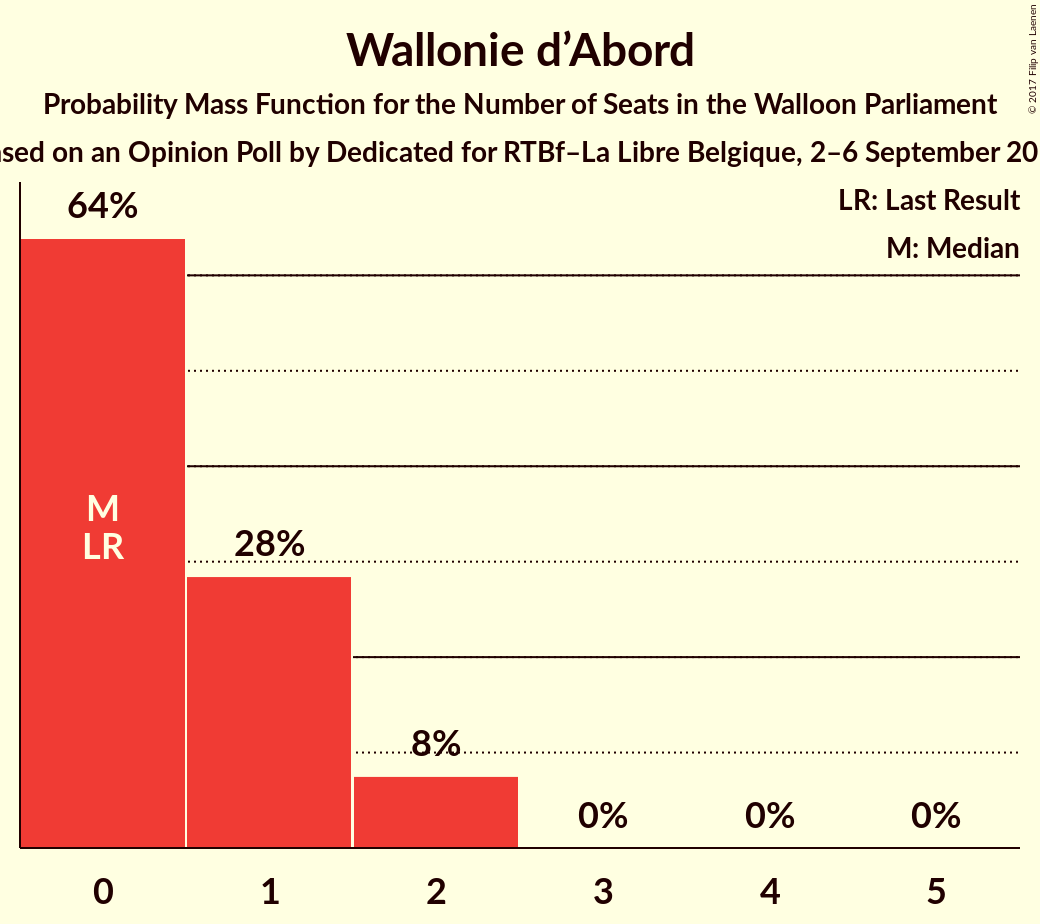 Wallonie d’Abord
Probability Mass Function for the Number of Seats in the Walloon Parliament
on an Opinion Poll by Dedicated for RTBf–La Libre Belgique, 2–6 September
LR: Last Result
M: Median
64%
M
LR
28%
8%
0%
0%
0%
0
1
2
3
4
5
© 2017 Filip van Laenen